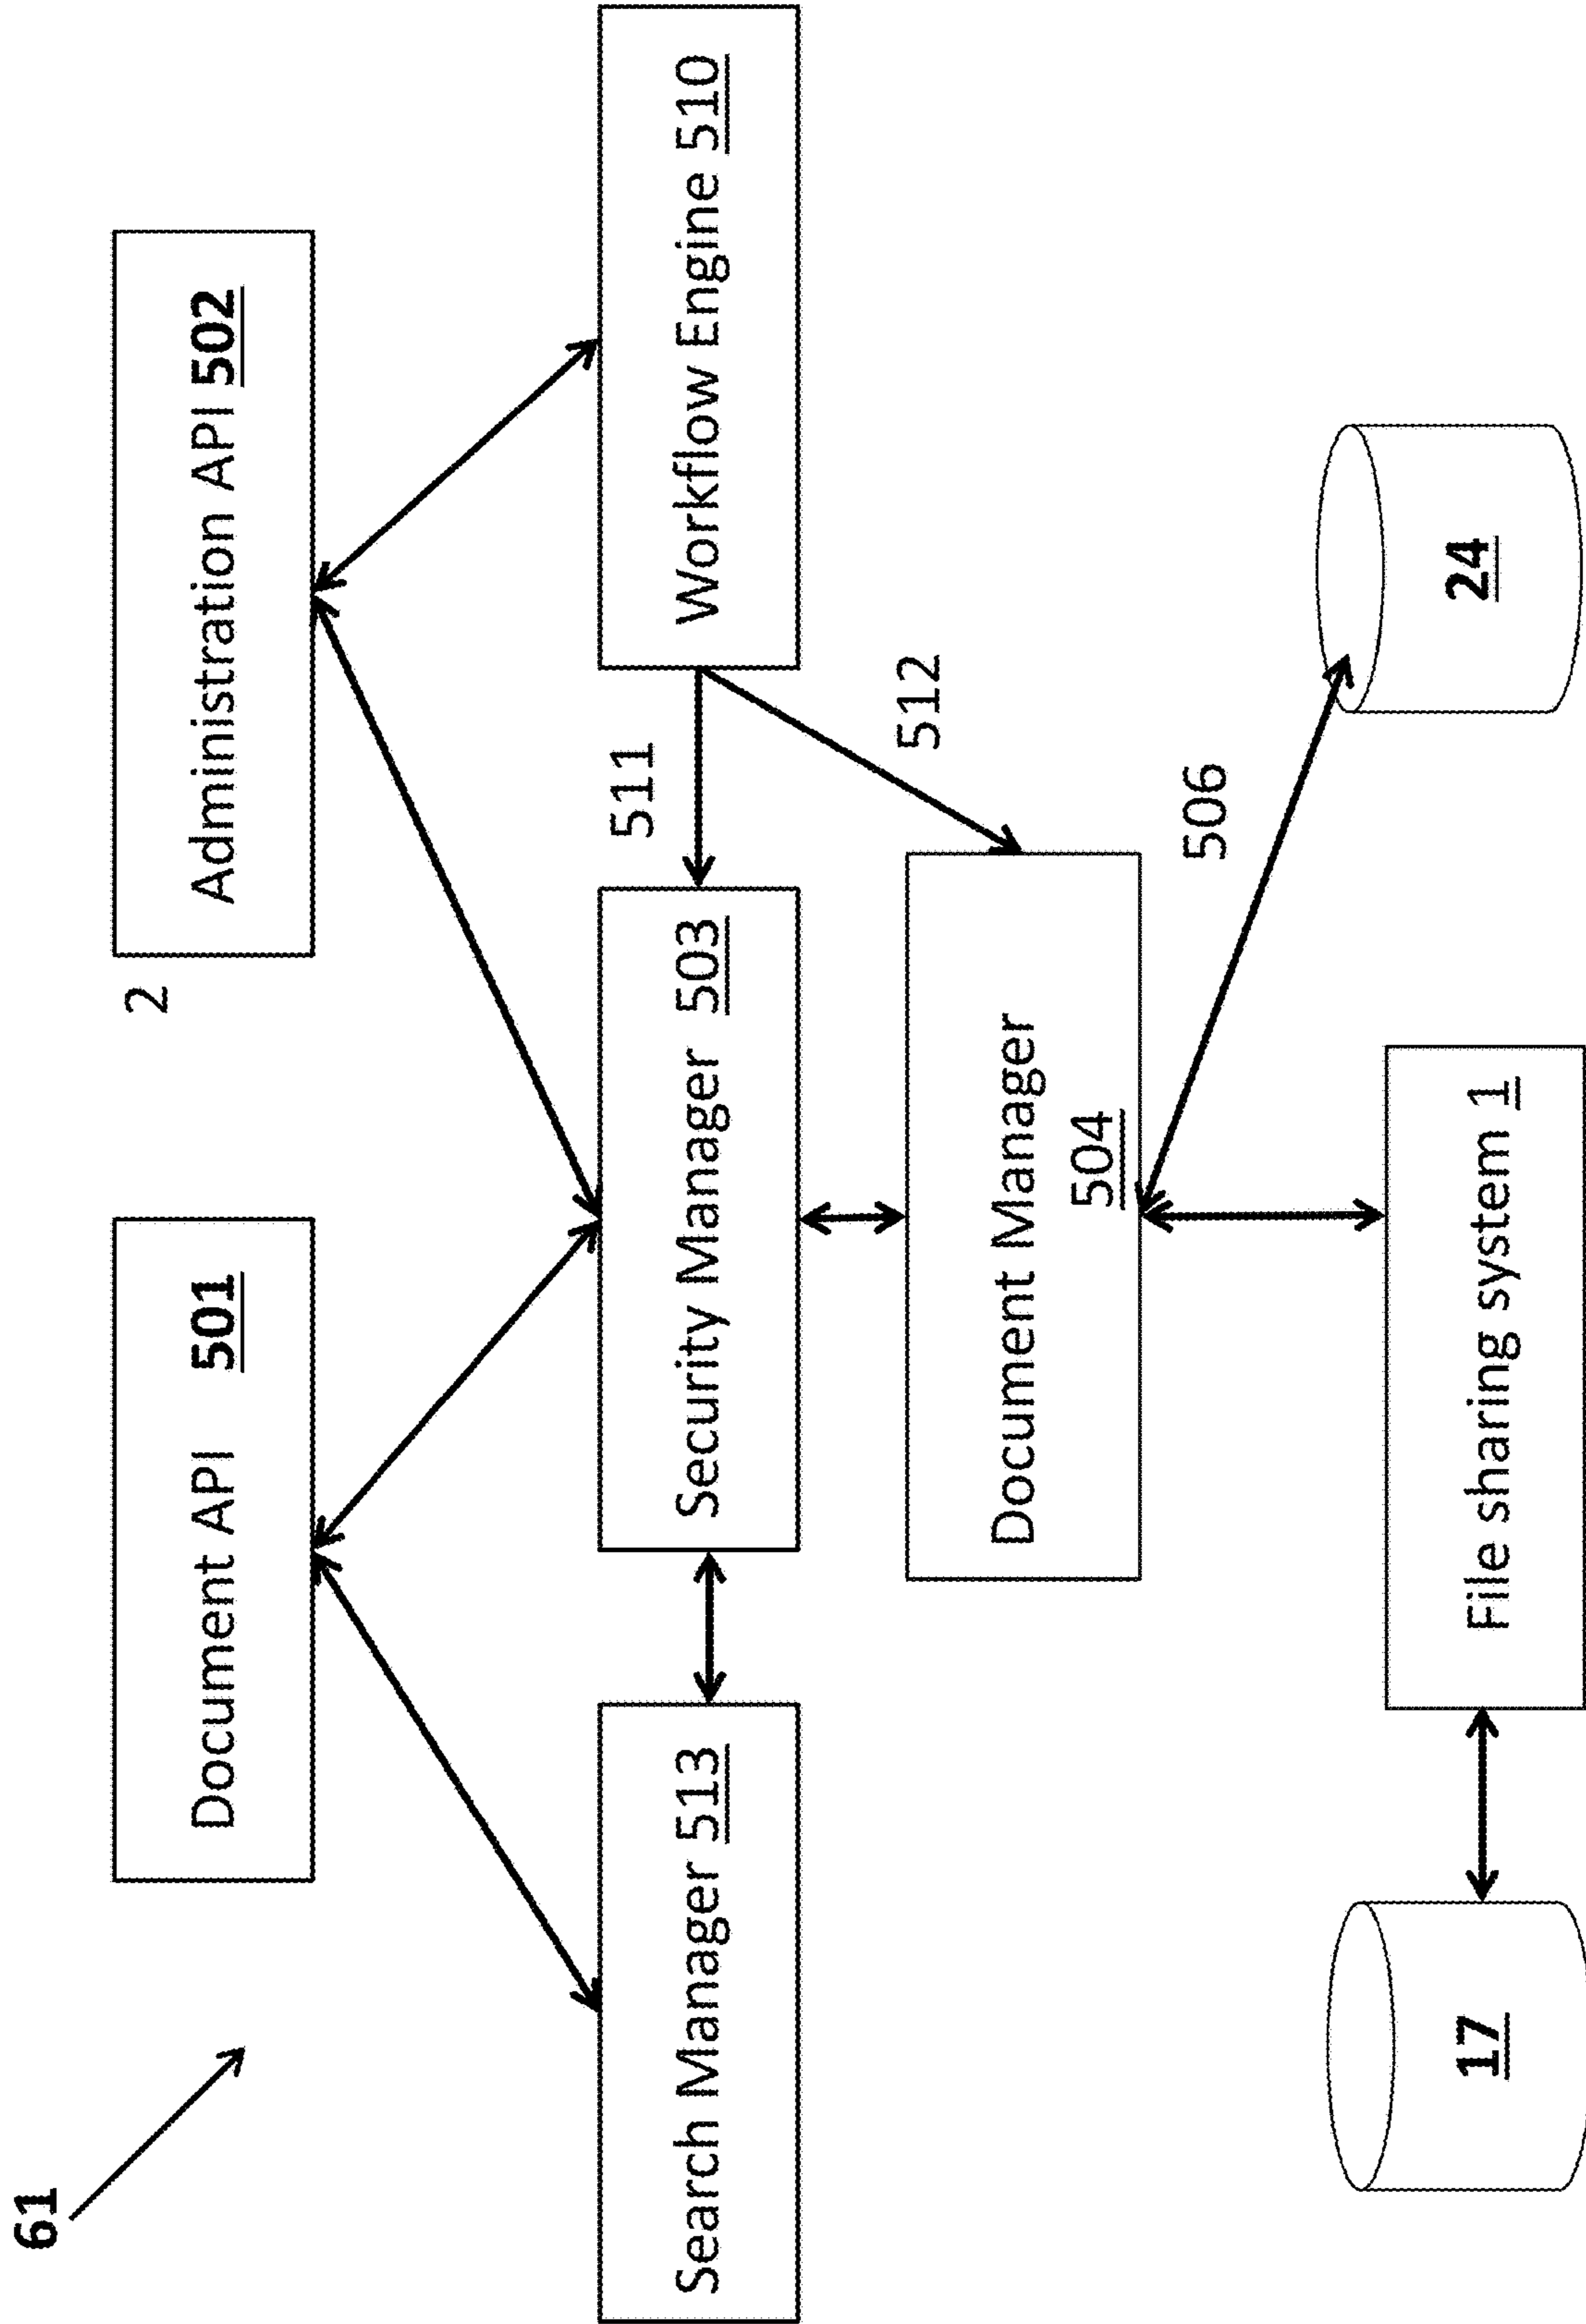 61
Document API 501
2
Administration API 502
Search Manager 513
Security Manager 503
511
Workflow Engine 510
512
Document Manager
504
506
17
File sharing system 1
24